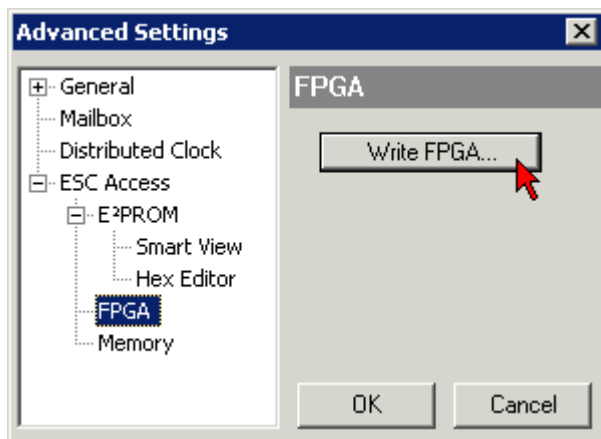 Advanced Settings
General
Mailbox
Distributed Clock
ESC Access
E²PROM
Smart View
Hex Editor
FPGA
Memory
FPGA
Write FPGA...
OK
Cancel